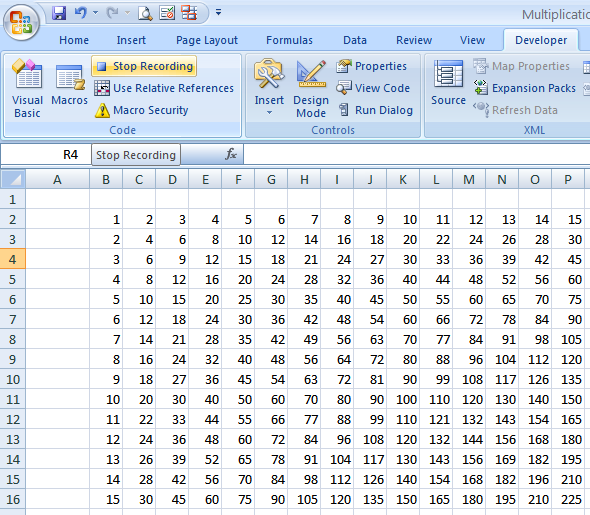 Multiplicatio
Home Insert Page Layout Formulas Data Review View Developer
Visual Basic
Macros
Stop Recording
Use Relative References
Macro Security
Code
Insert
Design Mode
Properties
View Code
Run Dialog
Controls
Source
Map Properties
Expansion Packs
Refresh Data
XML
R4 Stop Recording fx
A B C D E F G H I J K L M N O P
1
2 1 2 3 4 5 6 7 8 9 10 11 12 13 14 15
3 2 4 6 8 10 12 14 16 18 20 22 24 26 28 30
4 3 6 9 12 15 18 21 24 27 30 33 36 39 42 45
5 4 8 12 16 20 24 28 32 36 40 44 48 52 56 60
6 5 10 15 20 25 30 35 40 45 50 55 60 65 70 75
7 6 12 18 24 30 36 42 48 54 60 66 72 78 84 90
8 7 14 21 28 35 42 49 56 63 70 77 84 91 98 105
9 8 16 24 32 40 48 56 64 72 80 88 96 104 112 120
10 9 18 27 36 45 54 63 72 81 90 99 108 117 126 135
11 10 20 30 40 50 60 70 80 90 100 110 120 130 140 150
12 11 22 33 44 55 66 77 88 99 110 121 132 143 154 165
13 12 24 36 48 60 72 84 96 108 120 132 144 156 168 180
14 13 26 39 52 65 78 91 104 117 130 143 156 169 182 195
15 14 28 42 56 70 84 98 112 126 140 154 168 182 196 210
16 15 30 45 60 75 90 105 120 135 150 165 180 195 210 225